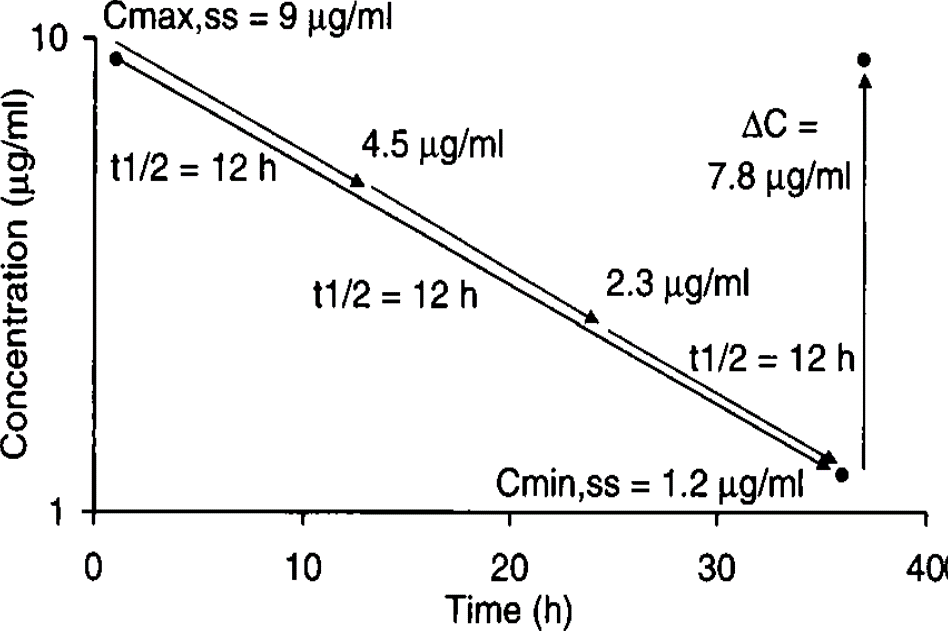 Cmax,ss = 9 µg/ml
10
4.5 µg/ml
ΔC =
7.8 µg/ml
t1/2 = 12 h
t1/2 = 12 h
2.3 µg/ml
t1/2 = 12 h
Cmin,ss = 1.2 µg/ml
1
Concentration (µg/ml)
0
10
20
30
40
Time (h)